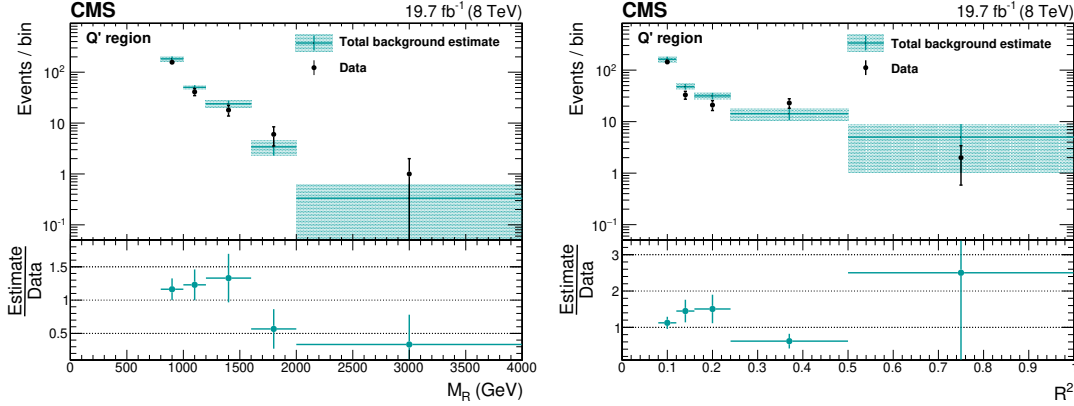 CMS 19.7 fb⁻¹ (8 TeV)
Q' region
Total background estimate
Data
Events / bin
10²
10
1
10⁻¹
Estimate
Data
1.5
1
0.5
0 500 1000 1500 2000 2500 3000 3500 4000
M_R (GeV)
CMS 19.7 fb⁻¹ (8 TeV)
Q' region
Total background estimate
Data
Events / bin
10²
10
1
10⁻¹
Estimate
Data
3
2
1
0 0.1 0.2 0.3 0.4 0.5 0.6 0.7 0.8 0.9
R²